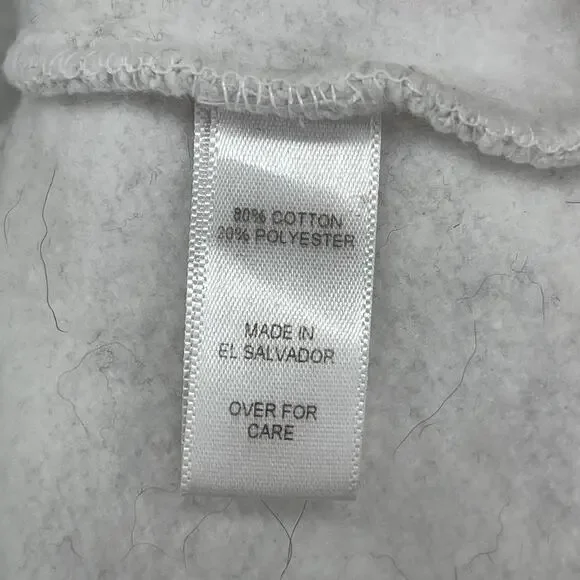 80% COTTON
20% POLYESTER
MADE IN
EL SALVADOR
OVER FOR
CARE